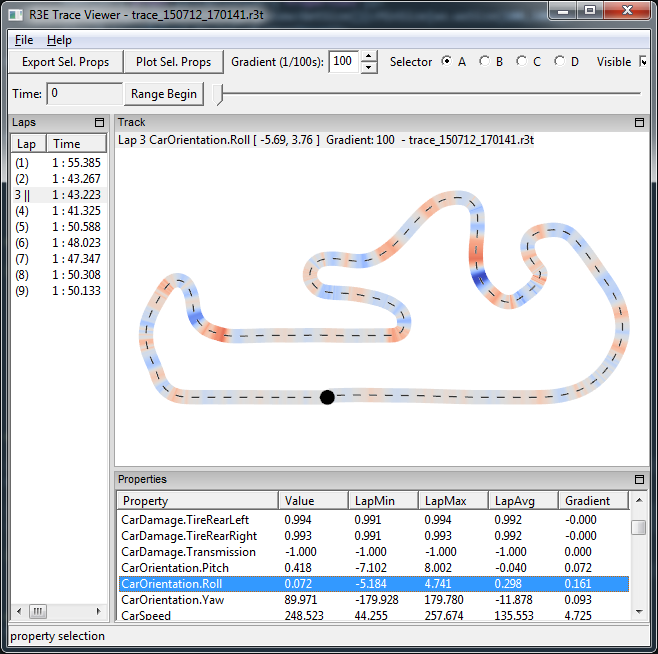 R3E Trace Viewer - trace_150712_170141.r3t
File Help
Export Sel. Props Plot Sel. Props Gradient (1/100s): 100 Selector A B C D Visible
Time: 0 Range Begin
Laps
Lap Time
(1) 1 : 55.385
(2) 1 : 43.267
3 || 1 : 43.223
(4) 1 : 41.325
(5) 1 : 50.588
(6) 1 : 48.023
(7) 1 : 47.347
(8) 1 : 50.308
(9) 1 : 50.133
Track
Lap 3 CarOrientation.Roll [ -5.69, 3.76 ] Gradient: 100 - trace_150712_170141.r3t
Properties
Property Value LapMin LapMax LapAvg Gradient
CarDamage.TireRearLeft 0.994 0.991 0.994 0.992 -0.000
CarDamage.TireRearRight 0.993 0.991 0.993 0.992 -0.000
CarDamage.Transmission -1.000 -1.000 -1.000 -1.000 0.000
CarOrientation.Pitch 0.418 -7.102 8.002 -0.040 0.072
CarOrientation.Roll 0.072 -5.184 4.741 0.298 0.161
CarOrientation.Yaw 89.971 -179.928 179.780 -11.878 0.093
CarSpeed 248.523 44.255 257.674 135.553 4.725
property selection